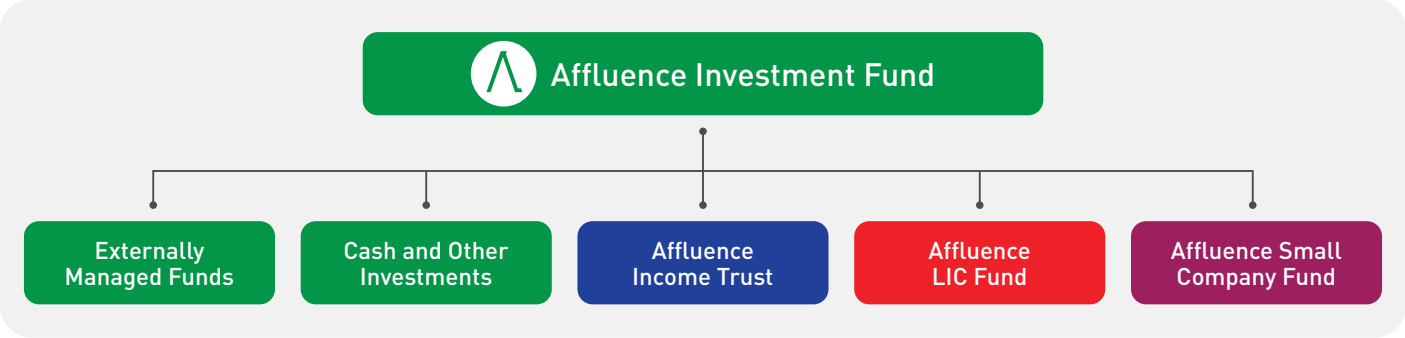 Affluence Investment Fund
Externally
Managed Funds
Cash and Other
Investments
Affluence
Income Trust
Affluence
LIC Fund
Affluence Small
Company Fund